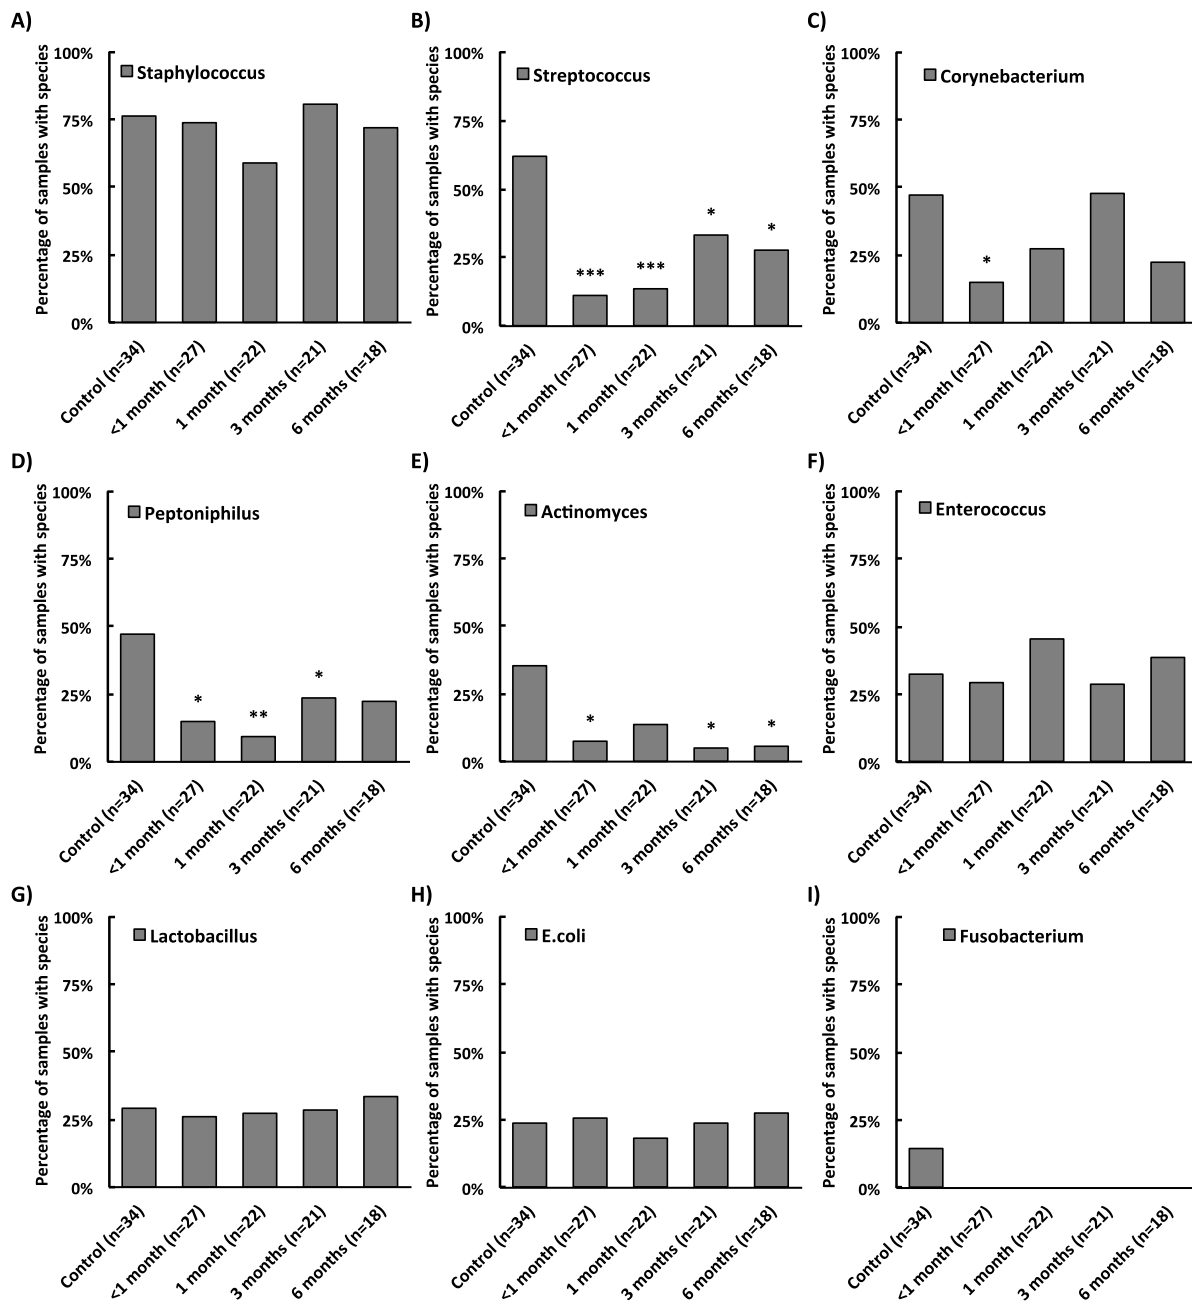 A)
Percentage of samples with species
100%
75%
50%
25%
0%
Staphylococcus
Control (n=34)
<1 month (n=27)
1 month (n=22)
3 months (n=21)
6 months (n=18)
B)
Percentage of samples with species
100%
75%
50%
25%
0%
Streptococcus
***
***
*
*
Control (n=34)
<1 month (n=27)
1 month (n=22)
3 months (n=21)
6 months (n=18)
C)
Percentage of samples with species
100%
75%
50%
25%
0%
Corynebacterium
*
Control (n=34)
<1 month (n=27)
1 month (n=22)
3 months (n=21)
6 months (n=18)
D)
Percentage of samples with species
100%
75%
50%
25%
0%
Peptoniphilus
*
**
*
Control (n=34)
<1 month (n=27)
1 month (n=22)
3 months (n=21)
6 months (n=18)
E)
Percentage of samples with species
100%
75%
50%
25%
0%
Actinomyces
*
*
*
Control (n=34)
<1 month (n=27)
1 month (n=22)
3 months (n=21)
6 months (n=18)
F)
Percentage of samples with species
100%
75%
50%
25%
0%
Enterococcus
Control (n=34)
<1 month (n=27)
1 month (n=22)
3 months (n=21)
6 months (n=18)
G)
Percentage of samples with species
100%
75%
50%
25%
0%
Lactobacillus
Control (n=34)
<1 month (n=27)
1 month (n=22)
3 months (n=21)
6 months (n=18)
H)
Percentage of samples with species
100%
75%
50%
25%
0%
E.coli
Control (n=34)
<1 month (n=27)
1 month (n=22)
3 months (n=21)
6 months (n=18)
I)
Percentage of samples with species
100%
75%
50%
25%
0%
Fusobacterium
Control (n=34)
<1 month (n=27)
1 month (n=22)
3 months (n=21)
6 months (n=18)